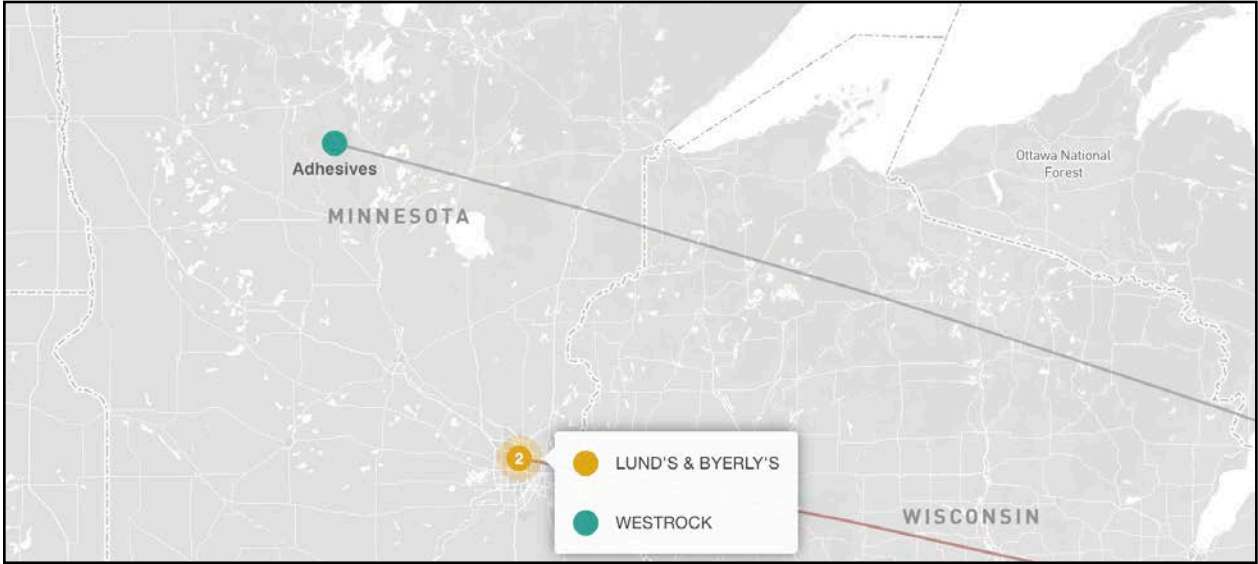 Ottawa National
Forest
Adhesives
MINNESOTA
2
LUND'S & BYERLY'S
WESTROCK
WISCONSIN